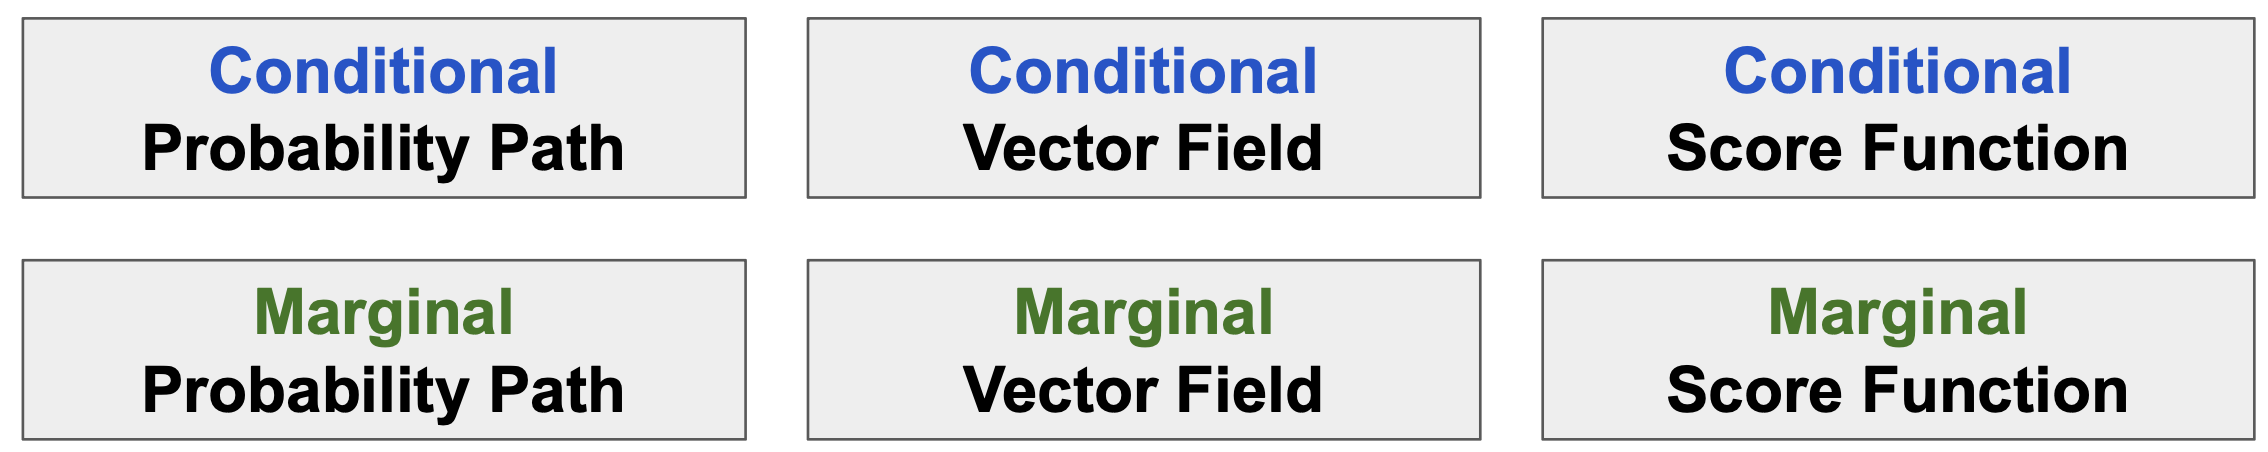 Conditional
Probability Path
Conditional
Vector Field
Conditional
Score Function
Marginal
Probability Path
Marginal
Vector Field
Marginal
Score Function